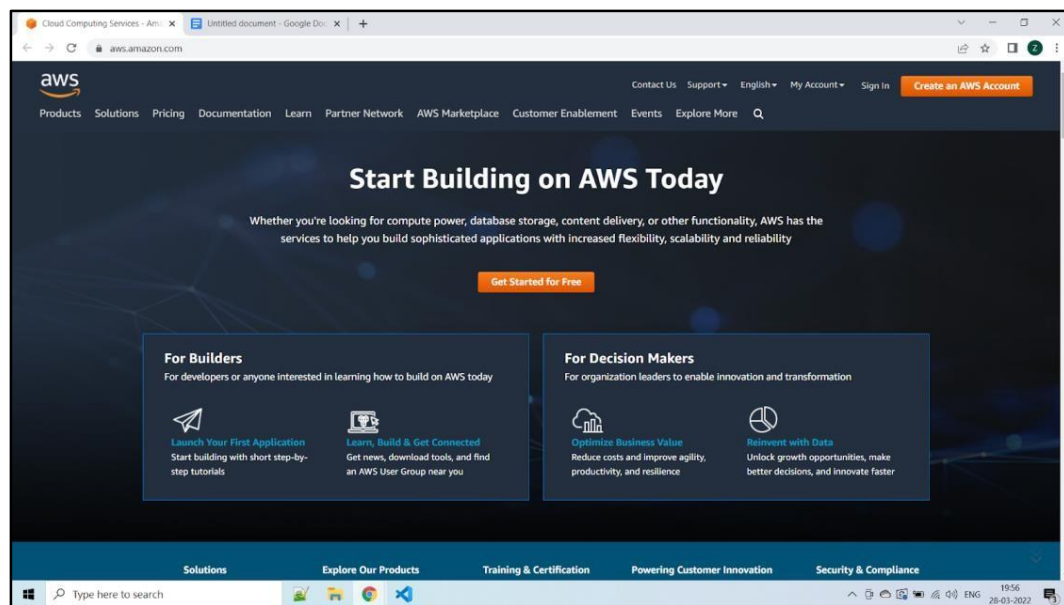 Cloud Computing Services - Ama
Untitled document - Google Doc
aws.amazon.com
Z
aws
Contact Us Support English My Account Sign In Create an AWS Account
Products Solutions Pricing Documentation Learn Partner Network AWS Marketplace Customer Enablement Events Explore More
Start Building on AWS Today
Whether you're looking for compute power, database storage, content delivery, or other functionality, AWS has the
services to help you build sophisticated applications with increased flexibility, scalability and reliability
Get Started for Free
For Builders
For developers or anyone interested in learning how to build on AWS today
Launch Your First Application
Start building with short step-by-
step tutorials
Learn, Build & Get Connected
Get news, download tools, and find
an AWS User Group near you
For Decision Makers
For organization leaders to enable innovation and transformation
Optimize Business Value
Reduce costs and improve agility,
productivity, and resilience
Reinvent with Data
Unlock growth opportunities, make
better decisions, and innovate faster
Solutions Explore Our Products Training & Certification Powering Customer Innovation Security & Compliance
Type here to search
ENG
19:56
28-03-2022